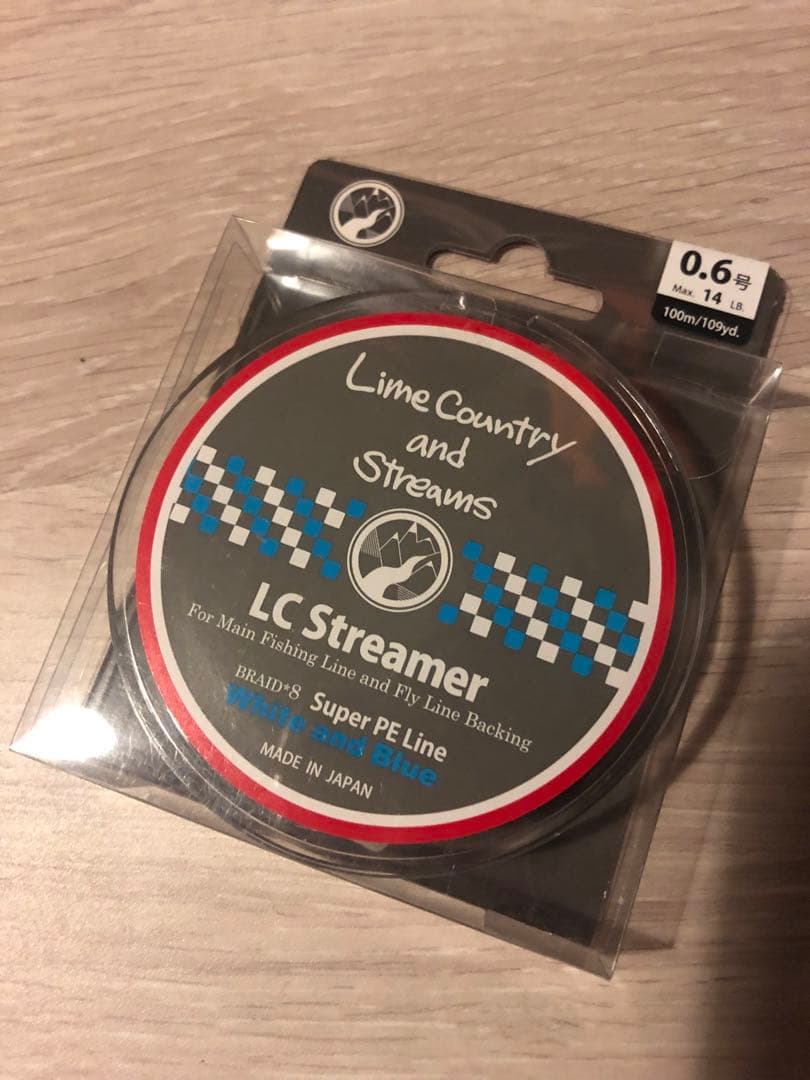 0.6号
Max. 14 LB.
100m/109yd.
Lime Country
and
Streams
LC Streamer
For Main Fishing Line and Fly Line Backing
BRAID*8 Super PE Line
White and Blue
MADE IN JAPAN